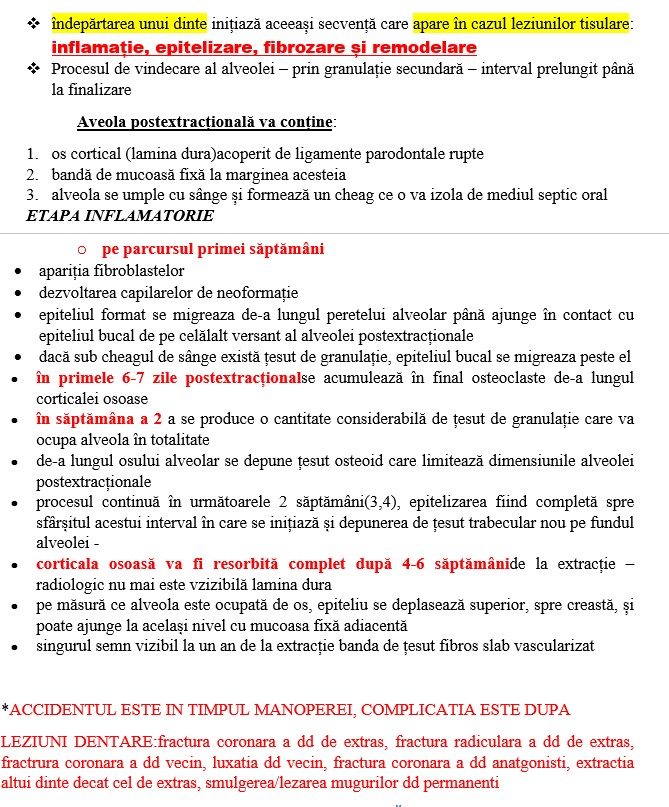 ❖ îndepărtarea unui dinte inițiază aceeași secvență care apare în cazul leziunilor tisulare:
inflamație, epitelizare, fibrozare și remodelare
❖ Procesul de vindecare al alveolei – prin granulație secundară – interval prelungit până
la finalizare
Aveola postextracțională va conține:
1. os cortical (lamina dura)acoperit de ligamente parodontale rupte
2. bandă de mucoasă fixă la marginea acesteia
3. alveola se umple cu sânge și formează un cheag ce o va izola de mediul septic oral
ETAPA INFLAMATORIE
o pe parcursul primei săptămâni
• apariția fibroblastelor
• dezvoltarea capilarelor de neoformație
• epiteliul format se migreaza de-a lungul peretelui alveolar până ajunge în contact cu
epiteliul bucal de pe celălalt versant al alveolei postextracționale
• dacă sub cheagul de sânge există țesut de granulație, epiteliul bucal se migreaza peste el
• în primele 6-7 zile postextracționalse acumulează în final osteoclaste de-a lungul
corticalei osoase
• în săptămâna a 2 a se produce o cantitate considerabilă de țesut de granulație care va
ocupa alveola în totalitate
• de-a lungul osului alveolar se depune țesut osteoid care limitează dimensiunile alveolei
postextracționale
• procesul continuă în următoarele 2 săptămâni(3,4), epitelizarea fiind completă spre
sfârșitul acestui interval în care se inițiază și depunerea de țesut trabecular nou pe fundul
alveolei -
• corticala osoasă va fi resorbită complet după 4-6 săptămânide la extracție –
radiologic nu mai este vzizibilă lamina dura
• pe măsură ce alveola este ocupată de os, epiteliu se deplasează superior, spre creastă, și
poate ajunge la același nivel cu mucoasa fixă adiacentă
• singurul semn vizibil la un an de la extracție banda de țesut fibros slab vascularizat
*ACCIDENTUL ESTE IN TIMPUL MANOPEREI, COMPLICATIA ESTE DUPA
LEZIUNI DENTARE:fractura coronara a dd de extras, fractura radiculara a dd de extras,
fractrura coronara a dd vecin, luxatia dd vecin, fractura coronara a dd anatgonisti, extractia
altui dinte decat cel de extras, smulgerea/lezarea mugurilor dd permanenti